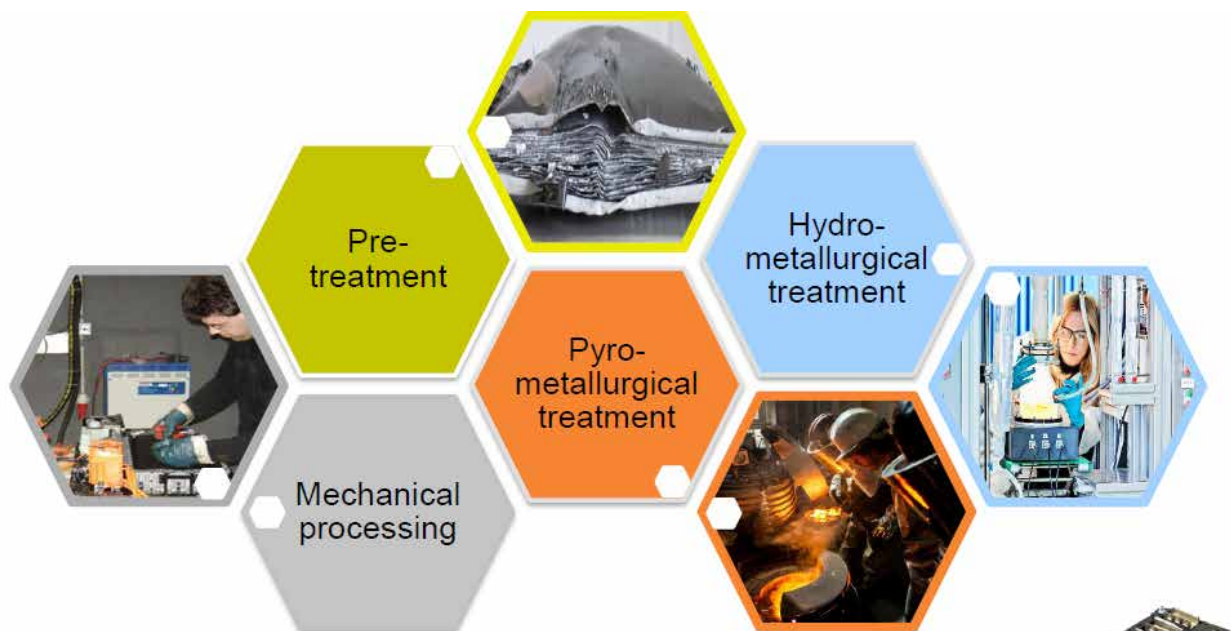 Pre-
treatment
Hydro-
metallurgical
treatment
Pyro-
metallurgical
treatment
Mechanical
processing